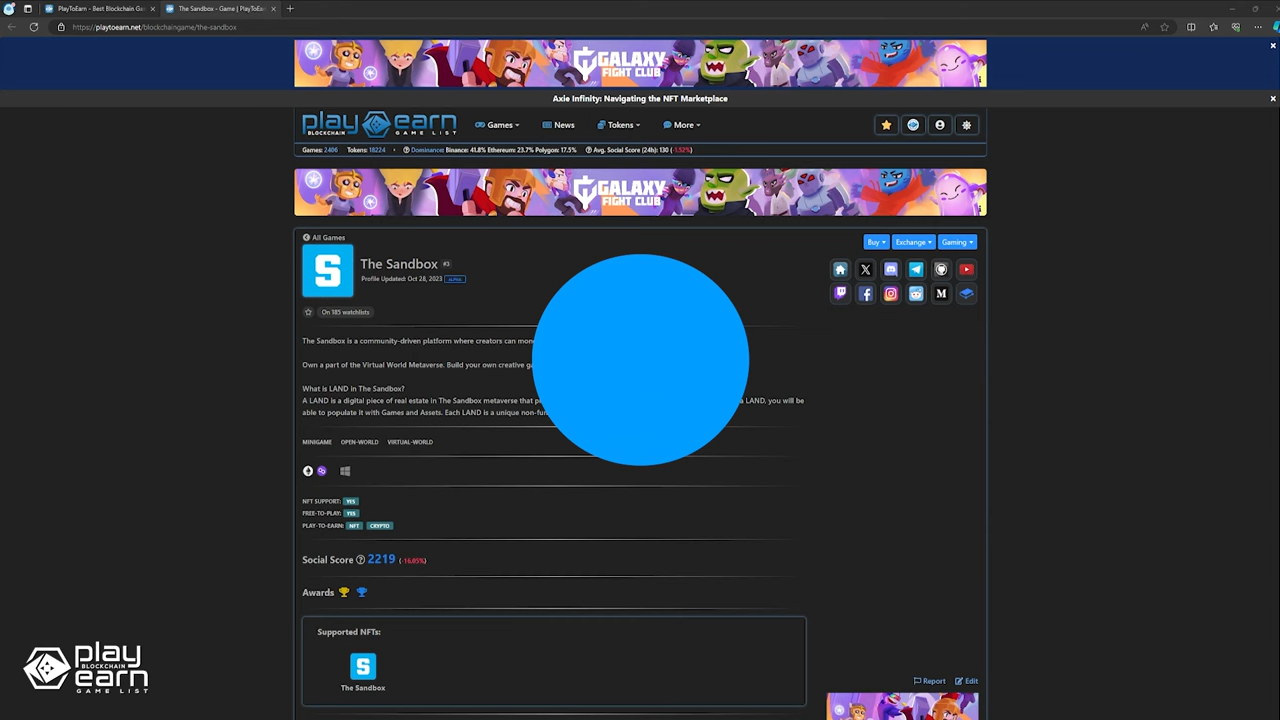 PlayToEarn - Best Blockchain Ga
The Sandbox - Game | PlayToEar
https://playtoearn.net/blockchaingame/the-sandbox
GALAXY
FIGHT CLUB
Axie Infinity: Navigating the NFT Marketplace
play earn
BLOCKCHAIN GAME LIST
Games
News
Tokens
More
Games: 2406 Tokens: 18224 • Dominance: Binance: 41.8% Ethereum: 23.7% Polygon: 17.5% Avg. Social Score (24h): 130 (-1.52%)
GALAXY
FIGHT CLUB
All Games
Buy
Exchange
Gaming
S
The Sandbox #3
Profile Updated: Oct 28, 2023 ALPHA
On 185 watchlists
The Sandbox is a community-driven platform where creators can mon
Own a part of the Virtual World Metaverse. Build your own creative g
What is LAND in The Sandbox?
A LAND is a digital piece of real estate in The Sandbox metaverse that p a LAND, you will be
able to populate it with Games and Assets. Each LAND is a unique non-fun
MINIGAME OPEN-WORLD VIRTUAL-WORLD
NFT SUPPORT: YES
FREE-TO-PLAY: YES
PLAY-TO-EARN: NFT CRYPTO
Social Score 2219 (-16.05%)
Awards
Supported NFTs:
S
The Sandbox
Report
Edit
play
BLOCKCHAIN
earn
GAME LIST